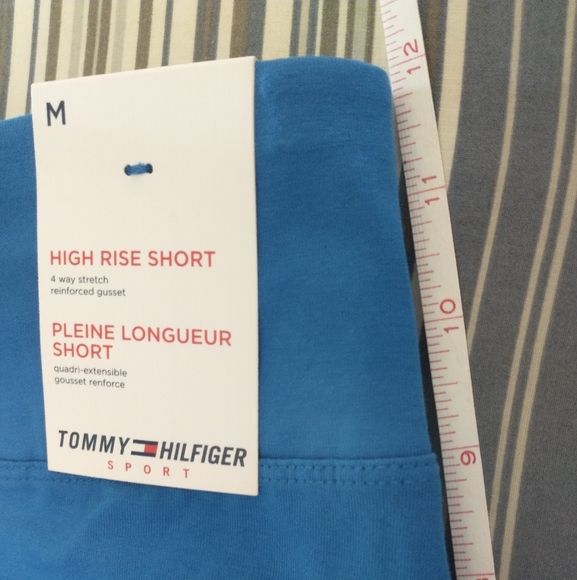 M
HIGH RISE SHORT
4 way stretch
reinforced gusset
PLEINE LONGUEUR
SHORT
quadri-extensible
gousset renforce
TOMMY HILFIGER
SPORT
12
11
10
9